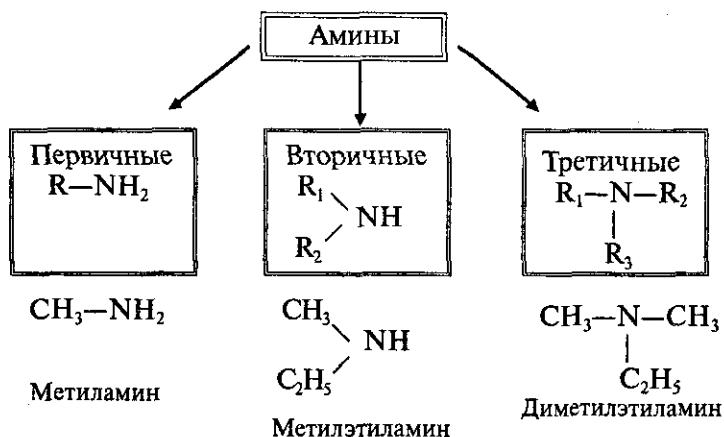 Амины
Первичные
R—NH₂
Вторичные
R₁
NH
R₂
Третичные
R₁—N—R₂
R₃
CH₃—NH₂
Метиламин
CH₃
NH
C₂H₅
Метилэтиламин
CH₃—N—CH₃
C₂H₅
Диметилэтиламин